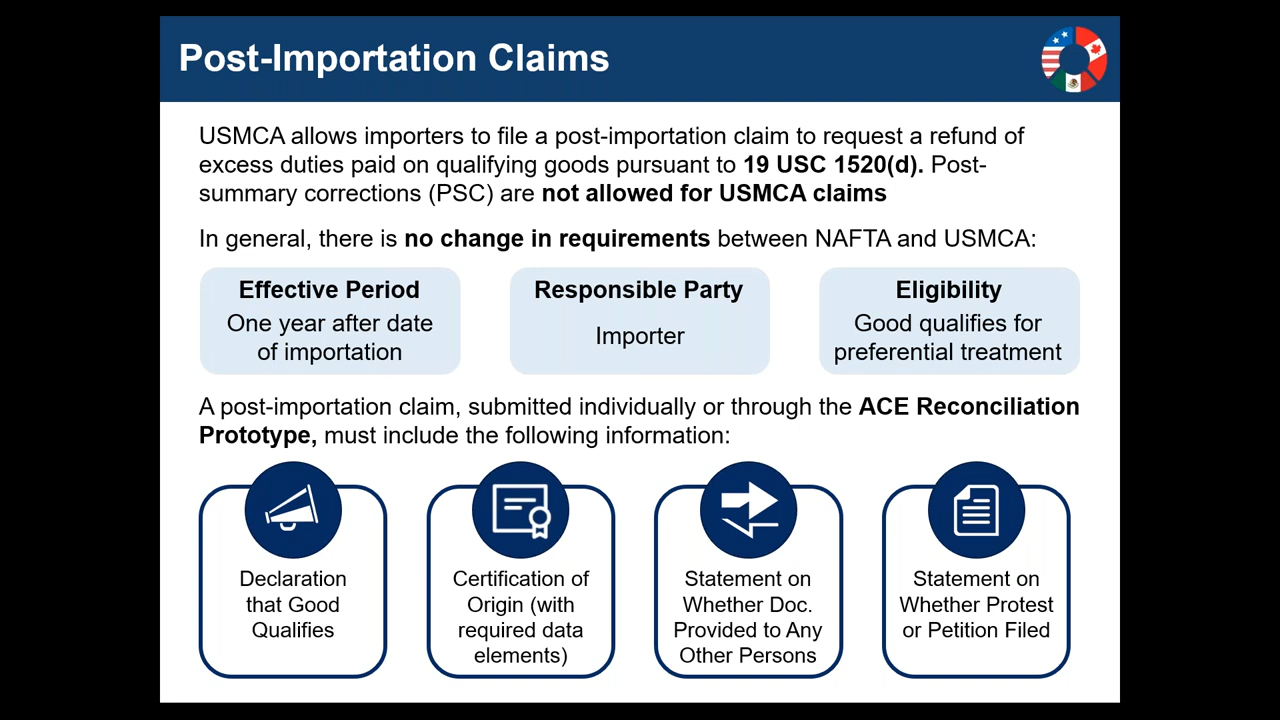 Post-Importation Claims
USMCA allows importers to file a post-importation claim to request a refund of
excess duties paid on qualifying goods pursuant to 19 USC 1520(d). Post-
summary corrections (PSC) are not allowed for USMCA claims
In general, there is no change in requirements between NAFTA and USMCA:
Effective Period
One year after date
of importation
Responsible Party
Importer
Eligibility
Good qualifies for
preferential treatment
A post-importation claim, submitted individually or through the ACE Reconciliation
Prototype, must include the following information:
Declaration
that Good
Qualifies
Certification of
Origin (with
required data
elements)
Statement on
Whether Doc.
Provided to Any
Other Persons
Statement on
Whether Protest
or Petition Filed